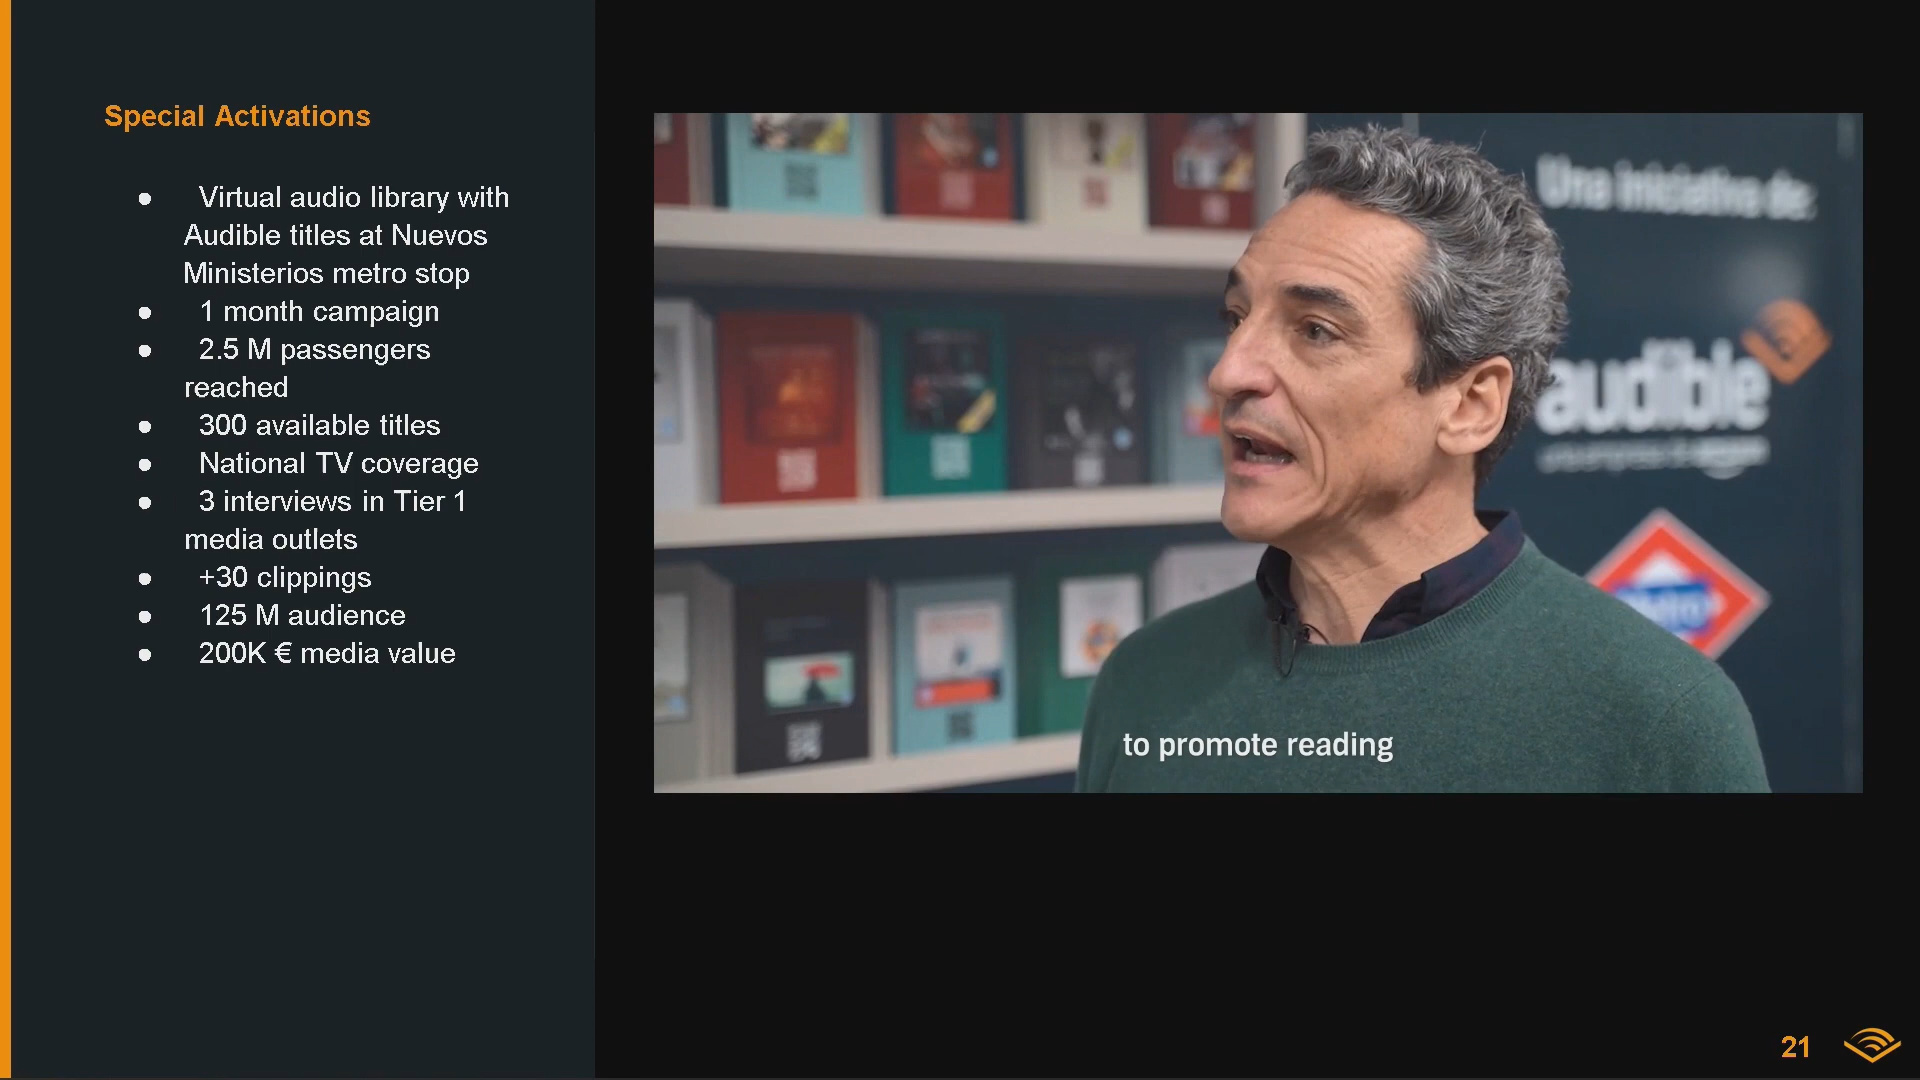 Special Activations
● Virtual audio library with
Audible titles at Nuevos
Ministerios metro stop
● 1 month campaign
● 2.5 M passengers
reached
● 300 available titles
● National TV coverage
● 3 interviews in Tier 1
media outlets
● +30 clippings
● 125 M audience
● 200K € media value
Una iniciativa de:
audible
to promote reading
21